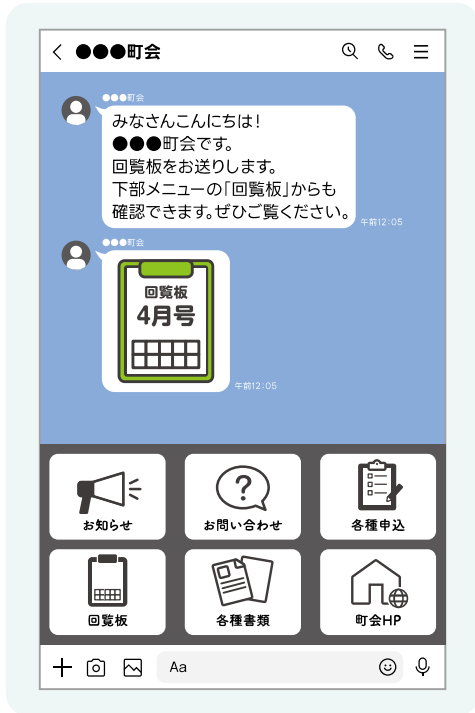 ●●●町会
●●●町会
みなさんこんにちは！
●●●町会です。
回覧板をお送りします。
下部メニューの「回覧板」からも
確認できます。ぜひご覧ください。
午前12:05
●●●町会
回覧板
4月号
午前12:05
お知らせ
お問い合わせ
各種申込
回覧板
各種書類
町会HP
Aa